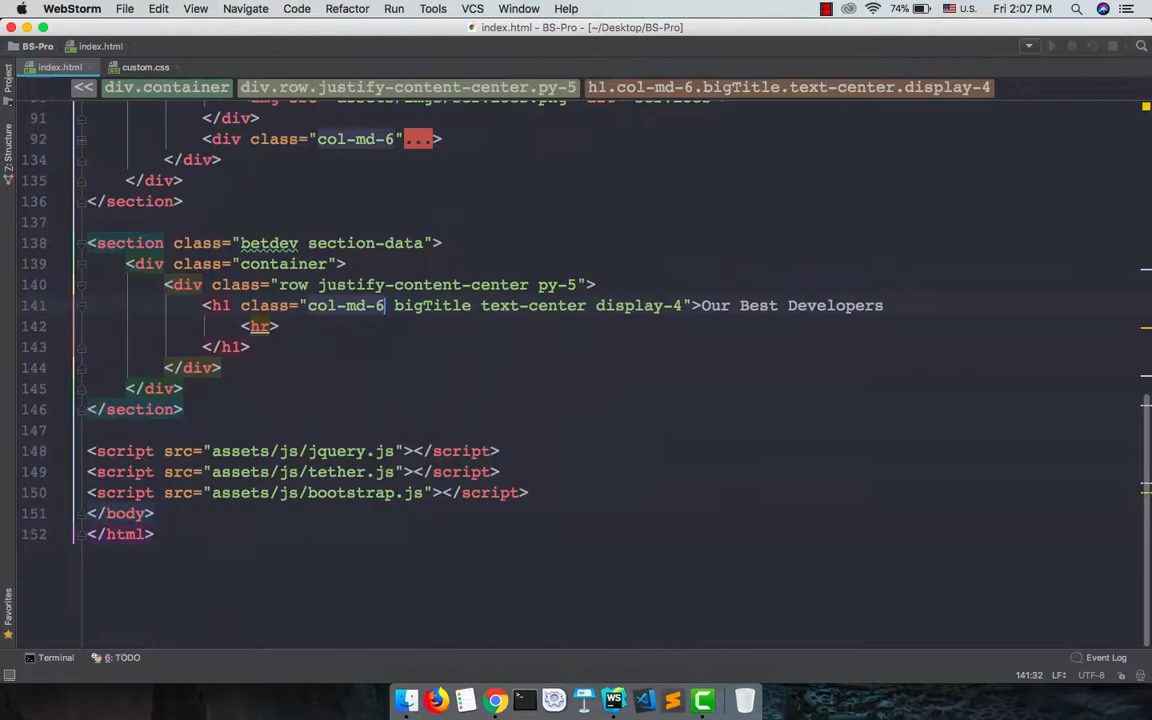 WebStorm File Edit View Navigate Code Refactor Run Tools VCS Window Help 74% U.S. Fri 2:07 PM
index.html - BS-Pro - [~/Desktop/BS-Pro]
BS-Pro index.html
index.html custom.css
<< div.container div.row.justify-content-center.py-5 h1.col-md-6.bigTitle.text-center.display-4
Project
Z: Structure
Favorites
91 </div>
92 <div class="col-md-6"...>
134 </div>
135 </div>
136 </section>
137
138 <section class="betdev section-data">
139 <div class="container">
140 <div class="row justify-content-center py-5">
141 <h1 class="col-md-6 bigTitle text-center display-4">Our Best Developers
142 <hr>
143 </h1>
144 </div>
145 </div>
146 </section>
147
148 <script src="assets/js/jquery.js"></script>
149 <script src="assets/js/tether.js"></script>
150 <script src="assets/js/bootstrap.js"></script>
151 </body>
152 </html>
Terminal 6: TODO Event Log
141:32 LF÷ UTF-8
WS